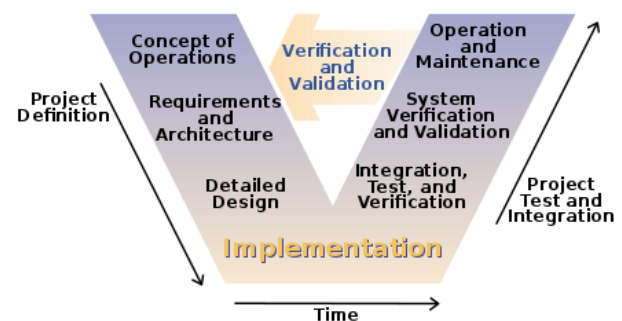 Concept of
Operations
Verification
and
Validation
Operation
and
Maintenance
Project
Definition
Requirements
and
Architecture
System
Verification
and Validation
Detailed
Design
Integration,
Test, and
Verification
Project
Test and
Integration
Implementation
Time